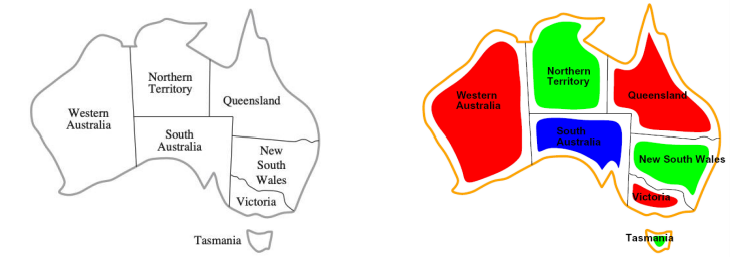 Northern
Territory
Western
Australia
Queensland
South
Australia
New
South
Wales
Victoria
Tasmania
Northern
Territory
Western
Australia
Queensland
South
Australia
New South Wales
Victoria
Tasmania